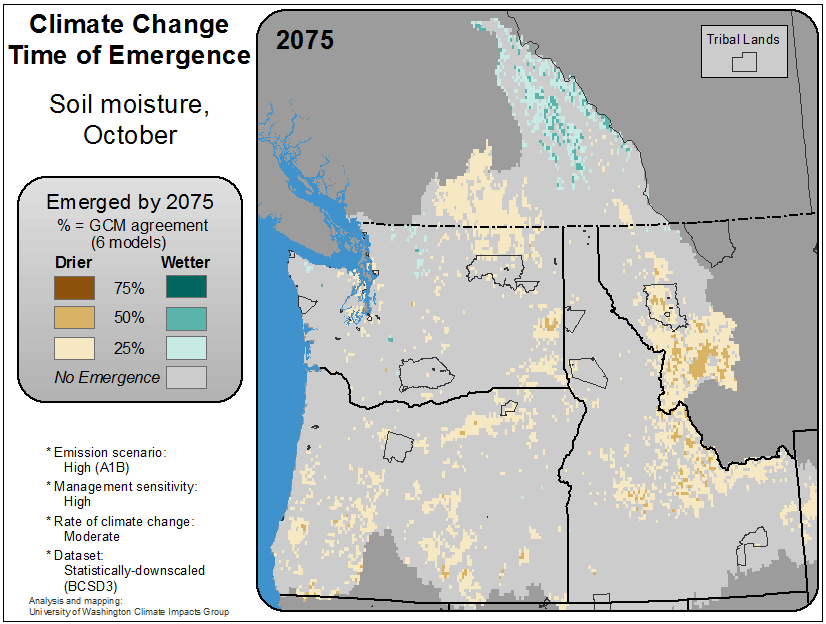 Climate Change
Time of Emergence
Soil moisture,
October
Emerged by 2075
% = GCM agreement
(6 models)
Drier Wetter
75%
50%
25%
No Emergence
* Emission scenario:
High (A1B)
* Management sensitivity:
High
* Rate of climate change:
Moderate
* Dataset:
Statistically-downscaled
(BCSD3)
Analysis and mapping:
University of Washington Climate Impacts Group
2075
Tribal Lands